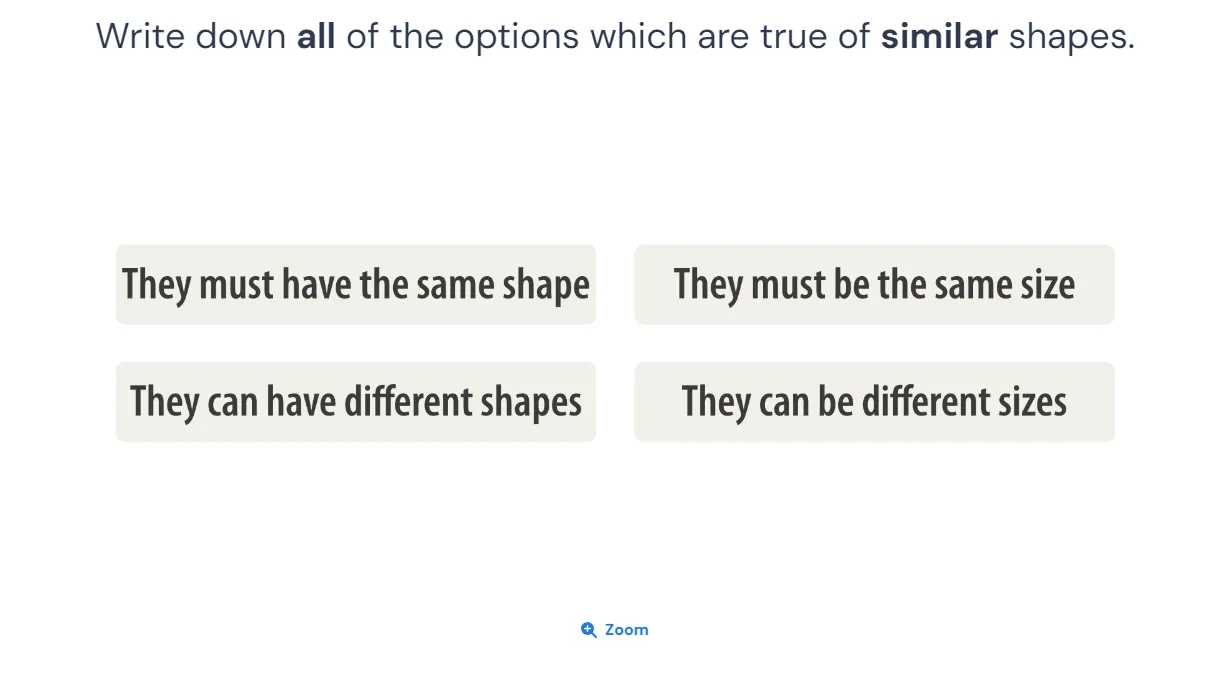 Write down all of the options which are true of similar shapes.
They must have the same shape
They must be the same size
They can have different shapes
They can be different sizes
Zoom